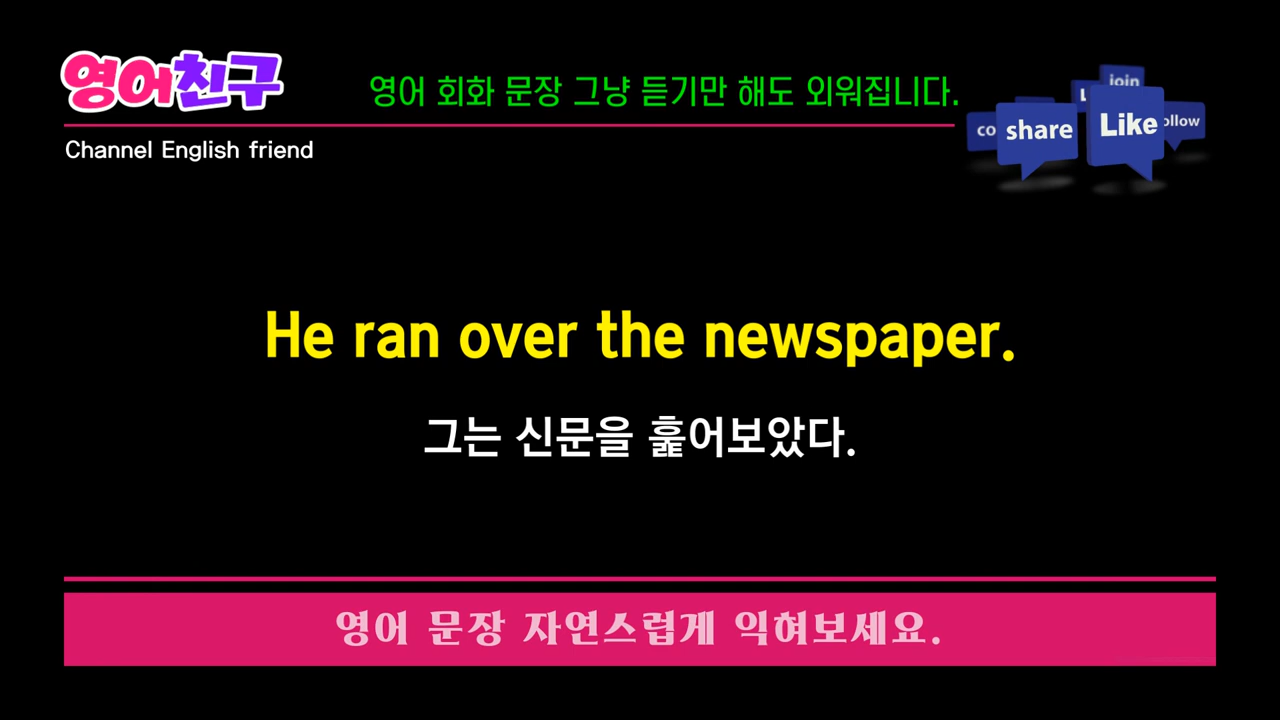 영어친구
영어 회화 문장 그냥 듣기만 해도 외워집니다.
Channel English friend
join
co
share
Like
ollow
He ran over the newspaper.
그는 신문을 훑어보았다.
영어 문장 자연스럽게 익혀보세요.